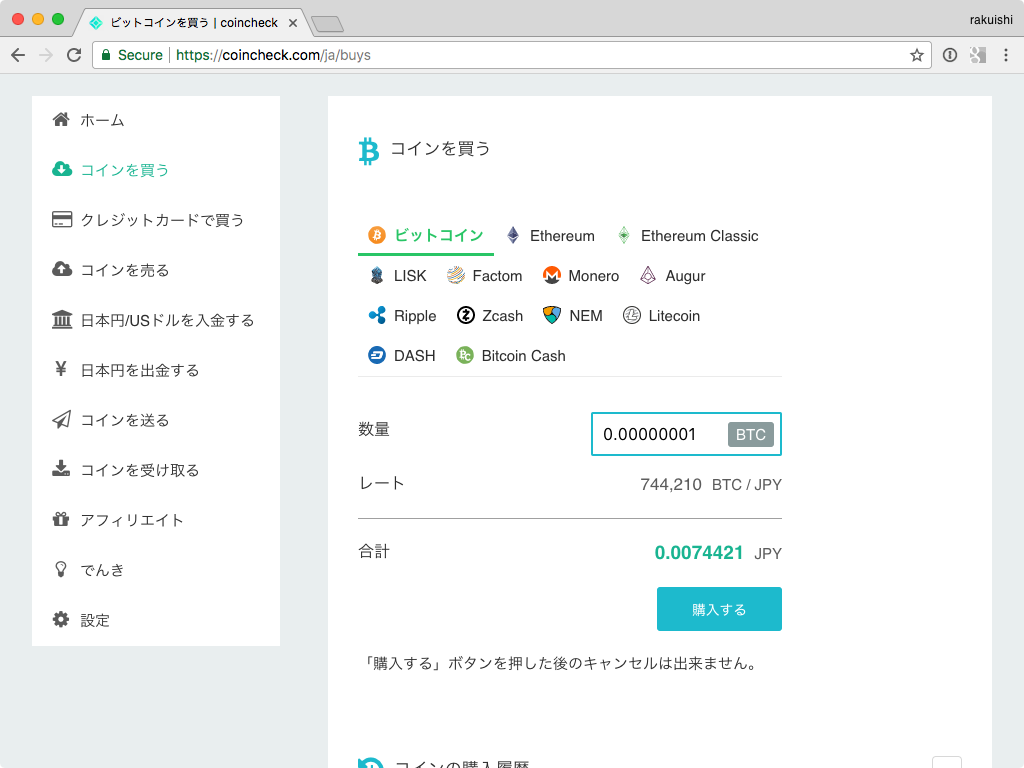 ビットコインを買う | coincheck
rakuishi
Secure https://coincheck.com/ja/buys
ホーム
コインを買う
クレジットカードで買う
コインを売る
日本円/USドルを入金する
日本円を出金する
コインを送る
コインを受け取る
アフィリエイト
でんき
設定
コインを買う
ビットコイン Ethereum Ethereum Classic
LISK Factom Monero Augur
Ripple Zcash NEM Litecoin
DASH Bitcoin Cash
数量 0.00000001 BTC
レート 744,210 BTC / JPY
合計 0.0074421 JPY
購入する
「購入する」ボタンを押した後のキャンセルは出来ません。
コインの購入履歴